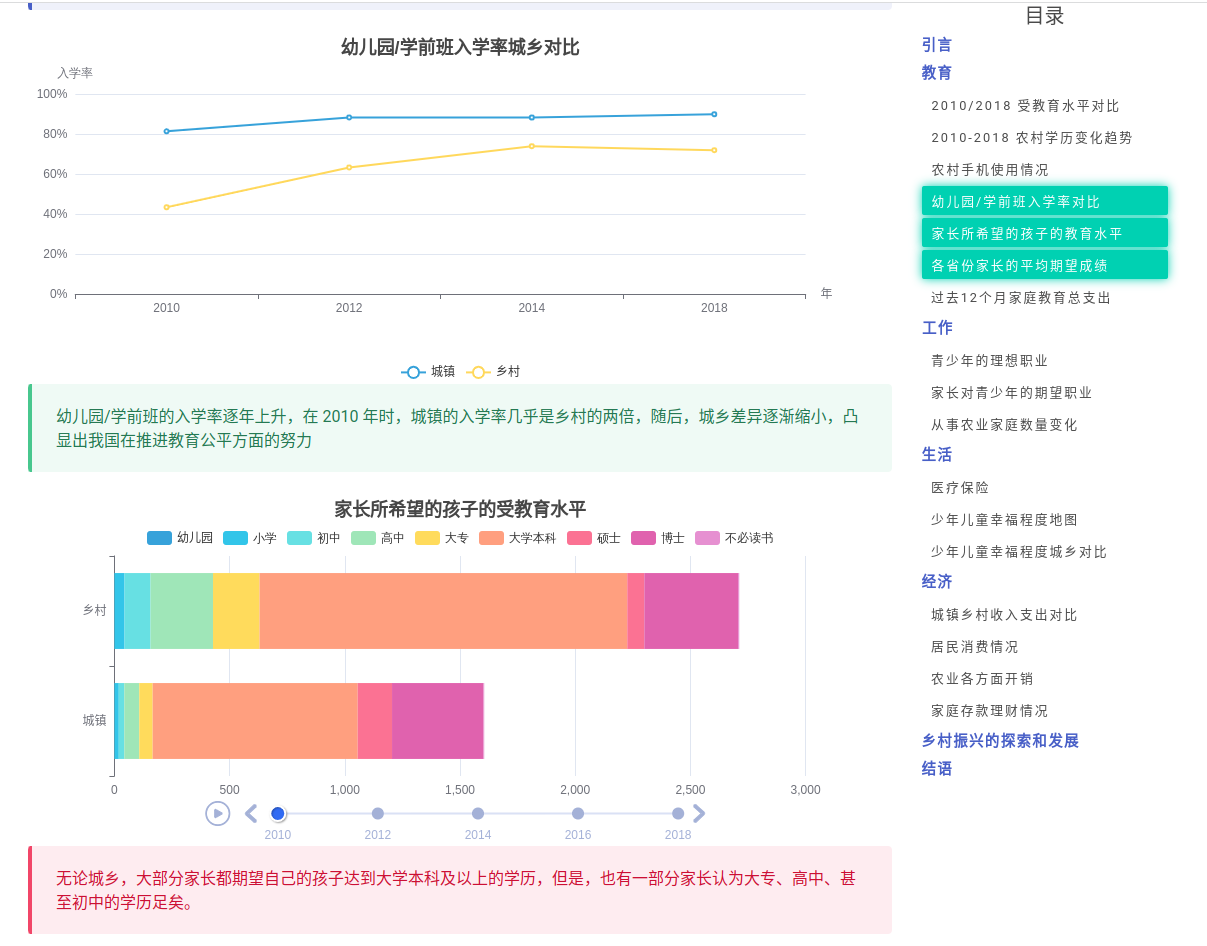 幼儿园/学前班入学率城乡对比
入学率
100%
80%
60%
40%
20%
0%
2010 2012 2014 2018 年
城镇 乡村
幼儿园/学前班的入学率逐年上升，在 2010 年时，城镇的入学率几乎是乡村的两倍，随后，城乡差异逐渐缩小，凸
显出我国在推进教育公平方面的努力
家长所希望的孩子的受教育水平
幼儿园 小学 初中 高中 大专 大学本科 硕士 博士 不必读书
乡村
城镇
0 500 1,000 1,500 2,000 2,500 3,000
2010 2012 2014 2016 2018
无论城乡，大部分家长都期望自己的孩子达到大学本科及以上的学历，但是，也有一部分家长认为大专、高中、甚
至初中的学历足矣。
目录
引言
教育
2010/2018 受教育水平对比
2010-2018 农村学历变化趋势
农村手机使用情况
幼儿园/学前班入学率对比
家长所希望的孩子的教育水平
各省份家长的平均期望成绩
过去12个月家庭教育总支出
工作
青少年的理想职业
家长对青少年的期望职业
从事农业家庭数量变化
生活
医疗保险
少年儿童幸福程度地图
少年儿童幸福程度城乡对比
经济
城镇乡村收入支出对比
居民消费情况
农业各方面开销
家庭存款理财情况
乡村振兴的探索和发展
结语